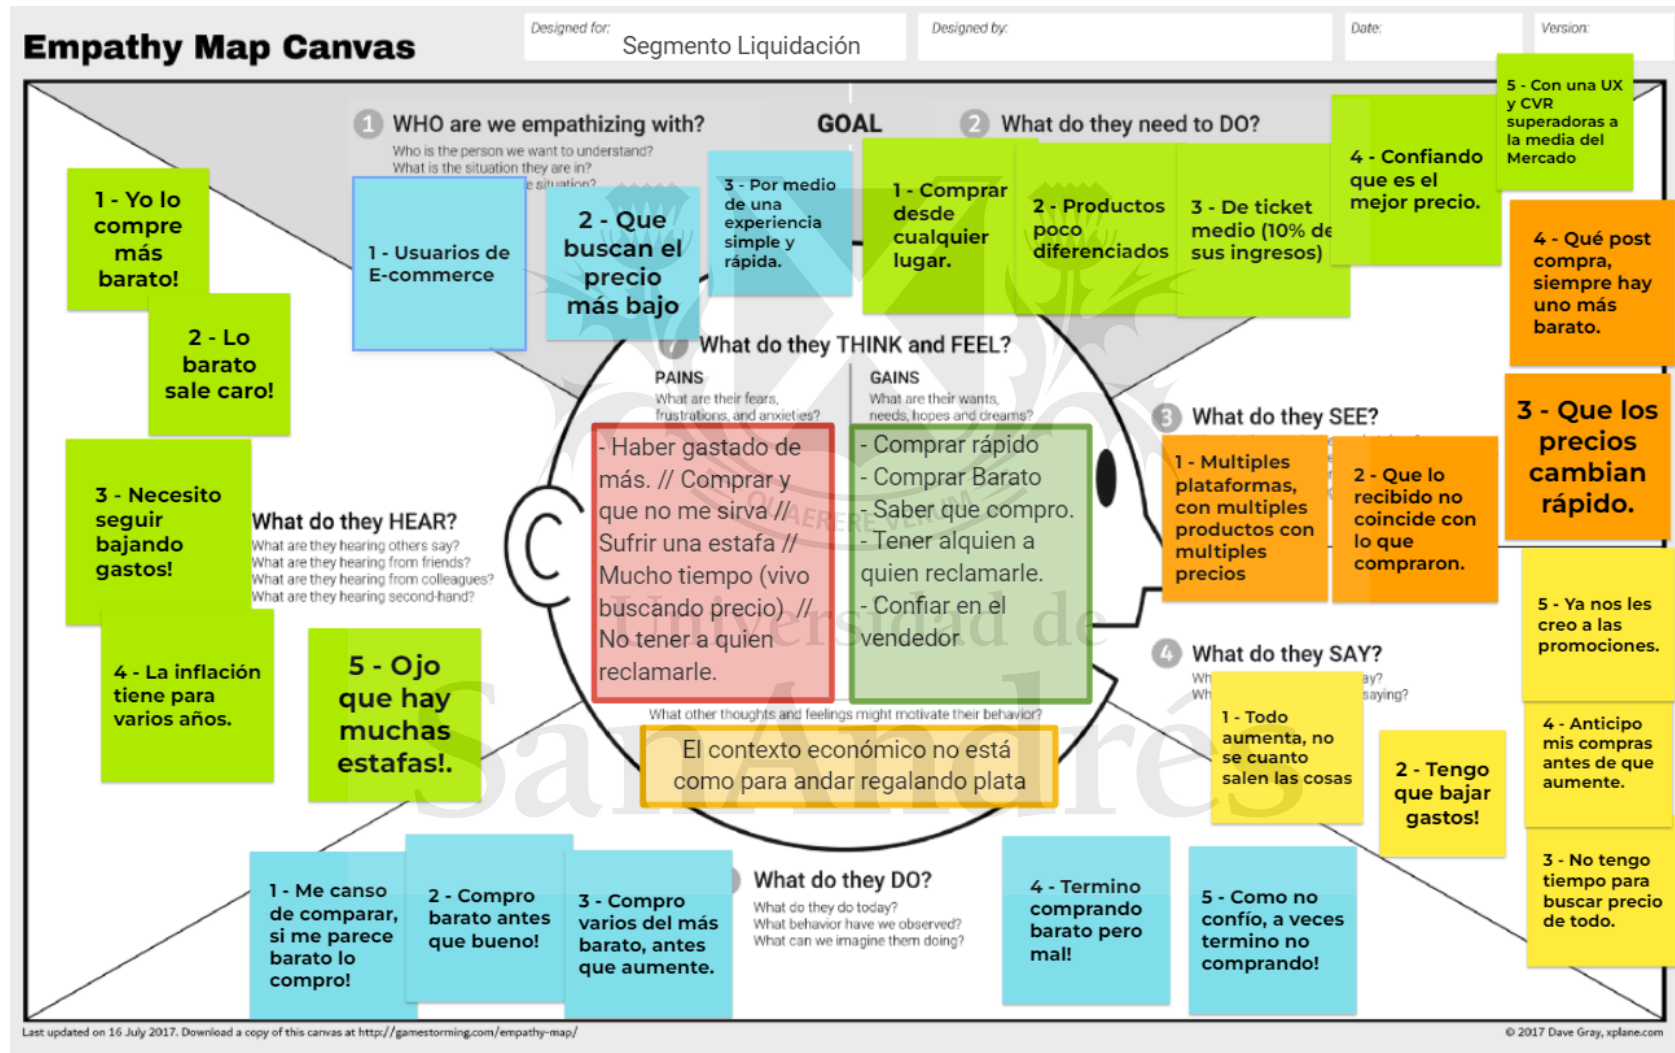 Empathy Map Canvas
Designed for:
Segmento Liquidación
Designed by:
Date:
Version:
1 WHO are we empathizing with?
Who is the person we want to understand?
What is the situation they are in?
e situation?
1 - Usuarios de
E-commerce
2 - Que
buscan el
precio
más bajo
3 - Por medio
de una
experiencia
simple y
rápida.
GOAL
2 What do they need to DO?
1 - Comprar
desde
cualquier
lugar.
2 - Productos
poco
diferenciados
3 - De ticket
medio (10% de
sus ingresos)
4 - Confiando
que es el
mejor precio.
5 - Con una UX
y CVR
superadoras a
la media del
Mercado
3 What do they SEE?
1 - Multiples
plataformas,
con multiples
productos con
multiples
precios
2 - Que lo
recibido no
coincide con
lo que
compraron.
3 - Que los
precios
cambian
rápido.
4 - Qué post
compra,
siempre hay
uno más
barato.
4 What do they SAY?
Wh
ay?
Wh
saying?
1 - Todo
aumenta, no
se cuanto
salen las cosas
2 - Tengo
que bajar
gastos!
3 - No tengo
tiempo para
buscar precio
de todo.
4 - Anticipo
mis compras
antes de que
aumente.
5 - Ya nos les
creo a las
promociones.
What do they DO?
What do they do today?
What behavior have we observed?
What can we imagine them doing?
1 - Me canso
de comparar,
si me parece
barato lo
compro!
2 - Compro
barato antes
que bueno!
3 - Compro
varios del más
barato, antes
que aumente.
4 - Termino
comprando
barato pero
mal!
5 - Como no
confío, a veces
termino no
comprando!
What do they HEAR?
What are they hearing others say?
What are they hearing from friends?
What are they hearing from colleagues?
What are they hearing second-hand?
1 - Yo lo
compre
más
barato!
2 - Lo
barato
sale caro!
3 - Necesito
seguir
bajando
gastos!
4 - La inflación
tiene para
varios años.
5 - Ojo
que hay
muchas
estafas!.
7 What do they THINK and FEEL?
PAINS
What are their fears,
frustrations, and anxieties?
- Haber gastado de
más. // Comprar y
que no me sirva //
Sufrir una estafa //
Mucho tiempo (vivo
buscando precio) //
No tener a quien
reclamarle.
GAINS
What are their wants,
needs, hopes and dreams?
- Comprar rápido
- Comprar Barato
- Saber que compro.
- Tener alquien a
quien reclamarle.
- Confiar en el
vendedor
What other thoughts and feelings might motivate their behavior?
El contexto económico no está
como para andar regalando plata
QUAERERE VERUM
Universidad de
SanAndrés
Last updated on 16 July 2017. Download a copy of this canvas at http://gamestorming.com/empathy-map/
© 2017 Dave Gray, xplane.com